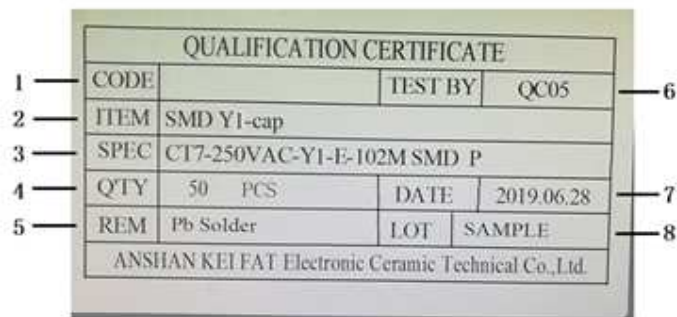 QUALIFICATION CERTIFICATE
1 CODE TEST BY QC05 6
2 ITEM SMD Y1-cap
3 SPEC CT7-250VAC-Y1-E-102M SMD P
4 Q'TY 50 PCS DATE 2019.06.28 7
5 REM Pb Solder LOT SAMPLE 8
ANSHAN KEI FAT Electronic Ceramic Technical Co.,Ltd.